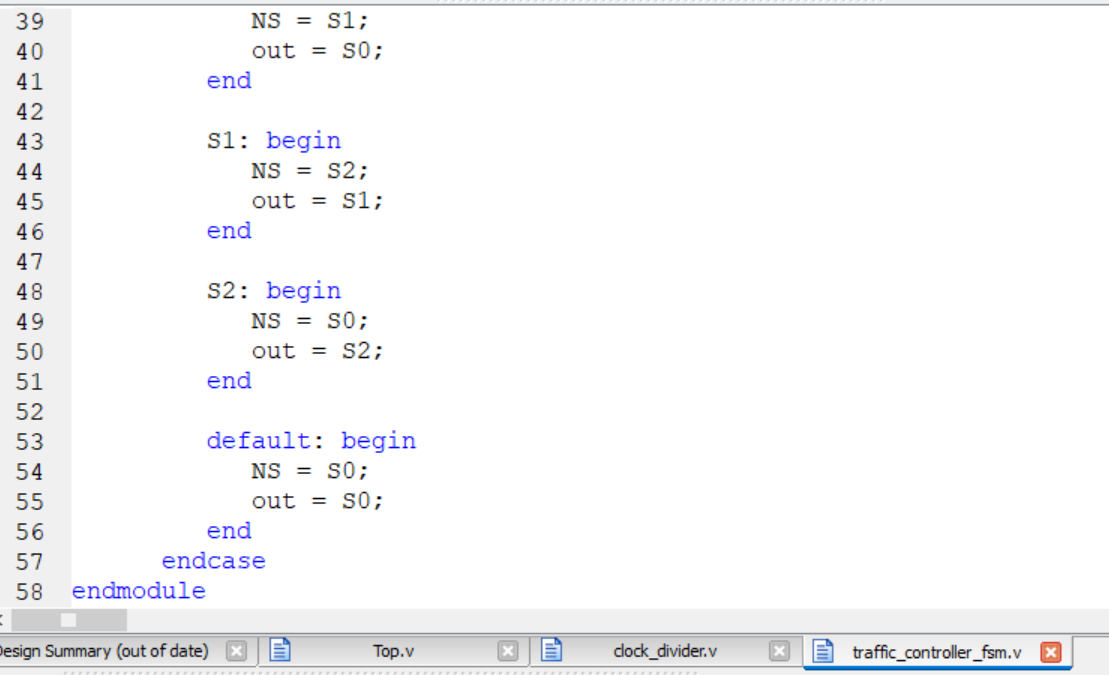 39 NS = S1;
40 out = S0;
41 end
42
43 S1: begin
44 NS = S2;
45 out = S1;
46 end
47
48 S2: begin
49 NS = S0;
50 out = S2;
51 end
52
53 default: begin
54 NS = S0;
55 out = S0;
56 end
57 endcase
58 endmodule
Design Summary (out of date) Top.v clock_divider.v traffic_controller_fsm.v